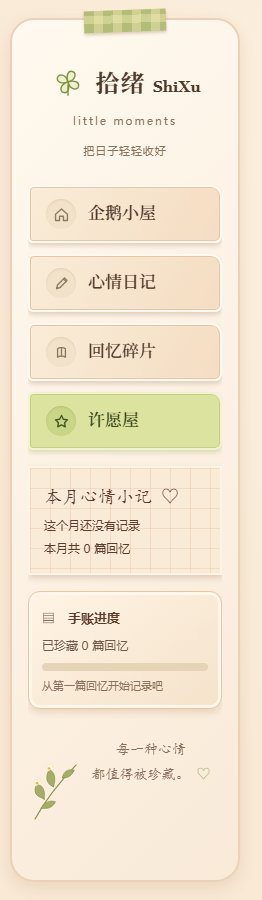 拾绪 ShiXu
little moments
把日子轻轻收好
企鹅小屋
心情日记
回忆碎片
许愿屋
本月心情小记 ♡
这个月还没有记录
本月共 0 篇回忆
手账进度
已珍藏 0 篇回忆
从第一篇回忆开始记录吧
每一种心情
都值得被珍藏。 ♡